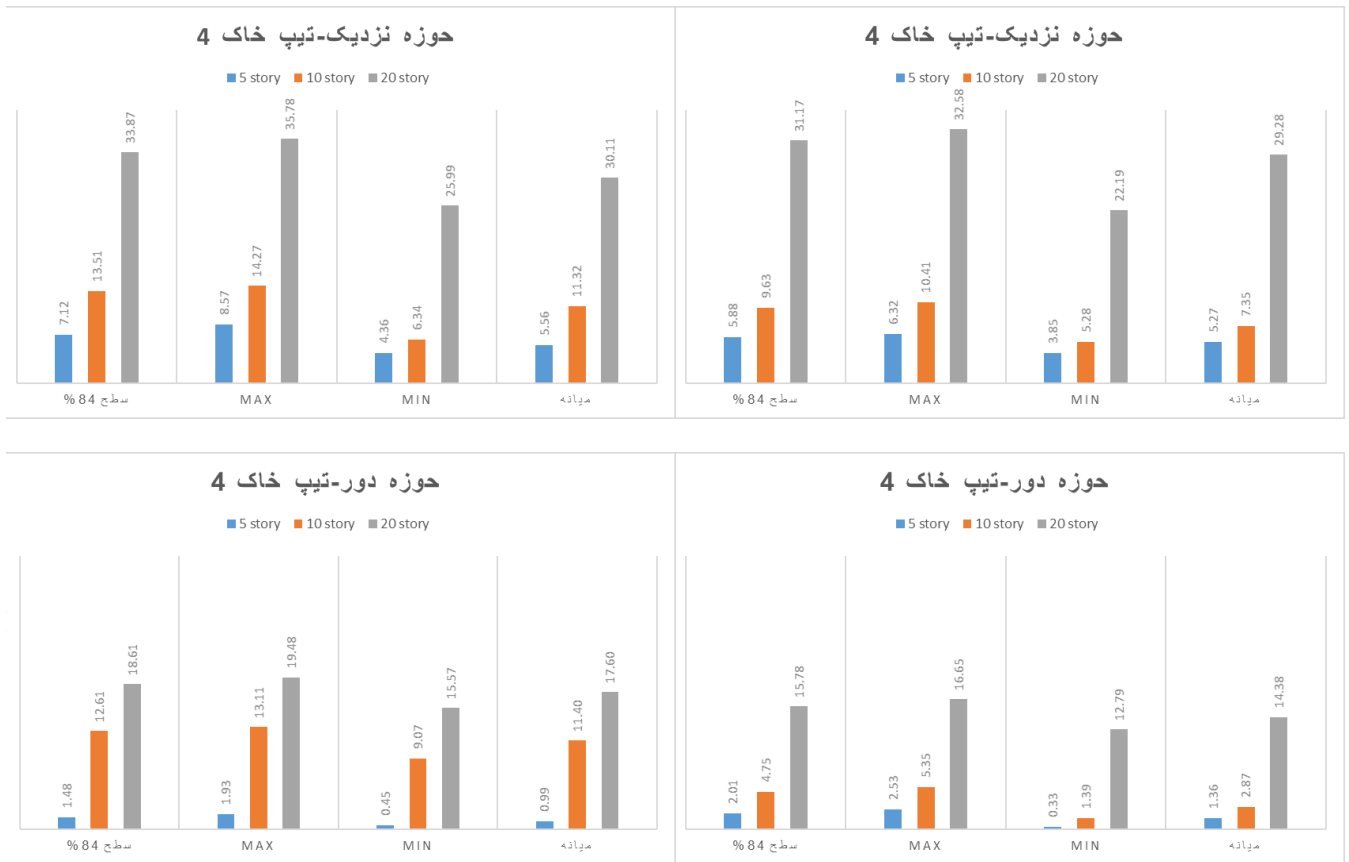 حوزه نزدیک-تیپ خاک 4
5 story 10 story 20 story
7.12 13.51 33.87 8.57 14.27 35.78 4.36 6.34 25.99 5.56 11.32 30.11
سطح 84% MAX MIN میانه
حوزه نزدیک-تیپ خاک 4
5 story 10 story 20 story
5.88 9.63 31.17 6.32 10.41 32.58 3.85 5.28 22.19 5.27 7.35 29.28
سطح 84% MAX MIN میانه
حوزه دور-تیپ خاک 4
5 story 10 story 20 story
1.48 12.61 18.61 1.93 13.11 19.48 0.45 9.07 15.57 0.99 11.40 17.60
سطح 84% MAX MIN میانه
حوزه دور-تیپ خاک 4
5 story 10 story 20 story
2.01 4.75 15.78 2.53 5.35 16.65 0.33 1.39 12.79 1.36 2.87 14.38
سطح 84% MAX MIN میانه